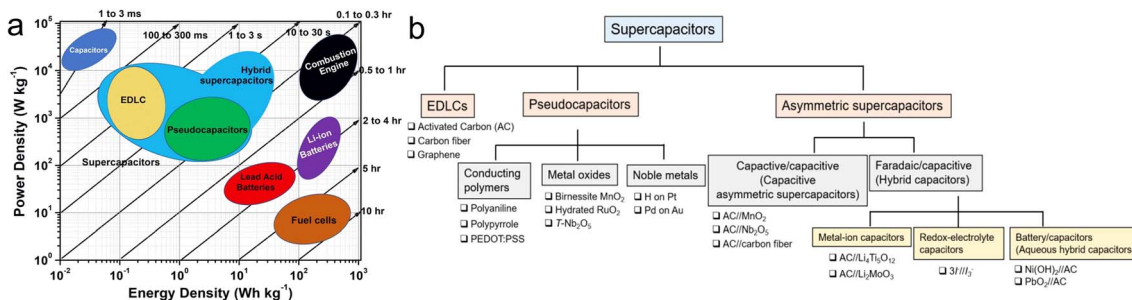 a
1 to 3 ms
100 to 300 ms
1 to 3 s
10 to 30 s
0.1 to 0.3 hr
0.5 to 1 hr
2 to 4 hr
5 hr
10 hr
Power Density (W kg⁻¹)
10⁵
10⁴
10³
10²
10¹
10⁰
Capacitors
EDLC
Hybrid
supercapacitors
Pseudocapacitors
Supercapacitors
Combustion
Engine
Li-ion
Batteries
Lead Acid
Batteries
Fuel cells
10⁻²
10⁻¹
10⁰
10¹
10²
10³
Energy Density (Wh kg⁻¹)
b
Supercapacitors
EDLCs
❑ Activated Carbon (AC)
❑ Carbon fiber
❑ Graphene
Pseudocapacitors
Conducting
polymers
❑ Polyaniline
❑ Polypyrrole
❑ PEDOT:PSS
Metal oxides
❑ Birnessite MnO₂
❑ Hydrated RuO₂
❑ T-Nb₂O₅
Noble metals
❑ H on Pt
❑ Pd on Au
Asymmetric supercapacitors
Capactive/capacitive
(Capacitive
asymmetric supercapacitors)
❑ AC//MnO₂
❑ AC//Nb₂O₅
❑ AC//carbon fiber
Faradaic/capacitive
(Hybrid capacitors)
Metal-ion capacitors
❑ AC//Li₄Ti₅O₁₂
❑ AC//Li₂MoO₃
Redox-electrolyte
capacitors
❑ 3I⁻//I₃⁻
Battery/capacitors
(Aqueous hybrid capacitors)
❑ Ni(OH)₂//AC
❑ PbO₂//AC